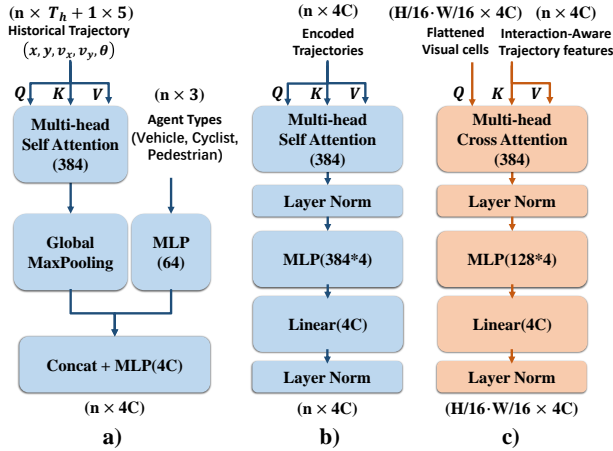 (n × T_h + 1 × 5)
Historical Trajectory
(x, y, v_x, v_y, θ)
Q K V
(n × 3)
Agent Types
(Vehicle, Cyclist,
Pedestrian)
Multi-head
Self Attention
(384)
Global
MaxPooling
MLP
(64)
Concat + MLP(4C)
(n × 4C)
a)
(n × 4C)
Encoded
Trajectories
Q K V
Multi-head
Self Attention
(384)
Layer Norm
MLP(384*4)
Linear(4C)
Layer Norm
(n × 4C)
b)
(H/16·W/16 × 4C)
(n × 4C)
Flattened
Visual cells
Interaction-Aware
Trajectory features
Q K V
Multi-head
Cross Attention
(384)
Layer Norm
MLP(128*4)
Linear(4C)
Layer Norm
(H/16·W/16 × 4C)
c)